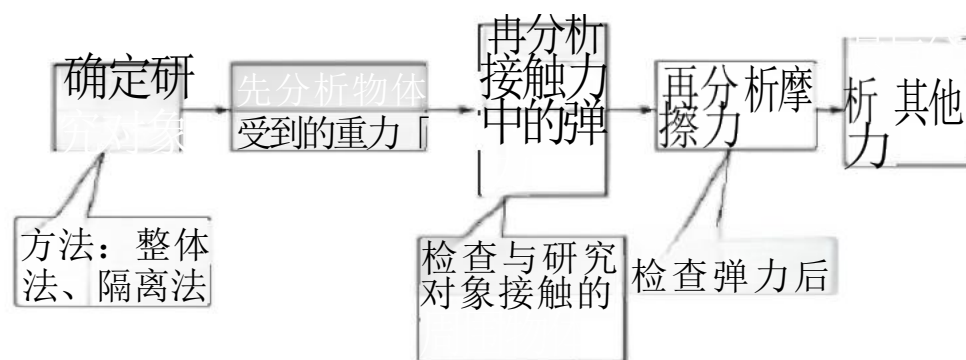 确定研
究对象
先分析物体
受到的重力
再分析
接触力
中的弹
再分析摩
擦力
析 其他
力
方法：整体
法、隔离法
检查与研究
对象接触的
检查弹力后